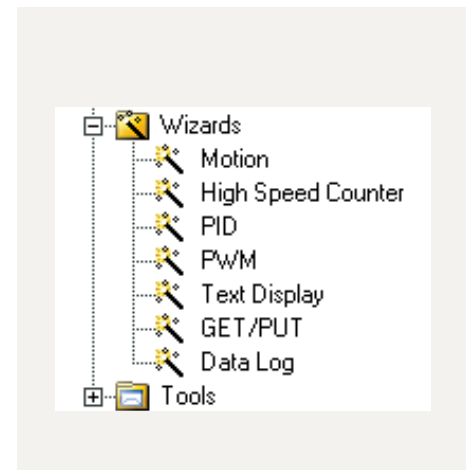 Wizards
Motion
High Speed Counter
PID
PWM
Text Display
GET/PUT
Data Log
Tools